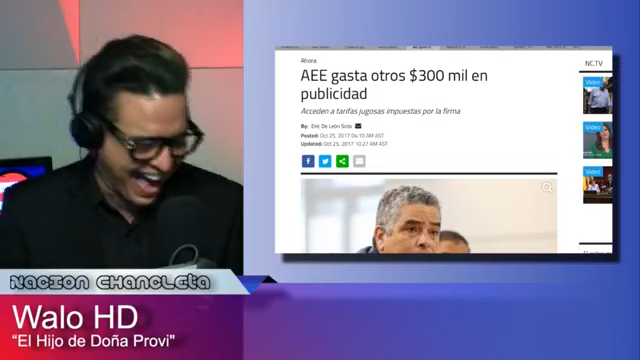 Ahora
AEE gasta otros $300 mil en
publicidad
Acceden a tarifas jugosas impuestas por la firma
By: Eric De León Soto
Posted: Oct 25, 2017 04:10 AM AST
Updated: Oct 25, 2017 10:27 AM AST
NC.TV
Video
Video
Video
NACION CHANCLETA
Walo HD
"El Hijo de Doña Provi"